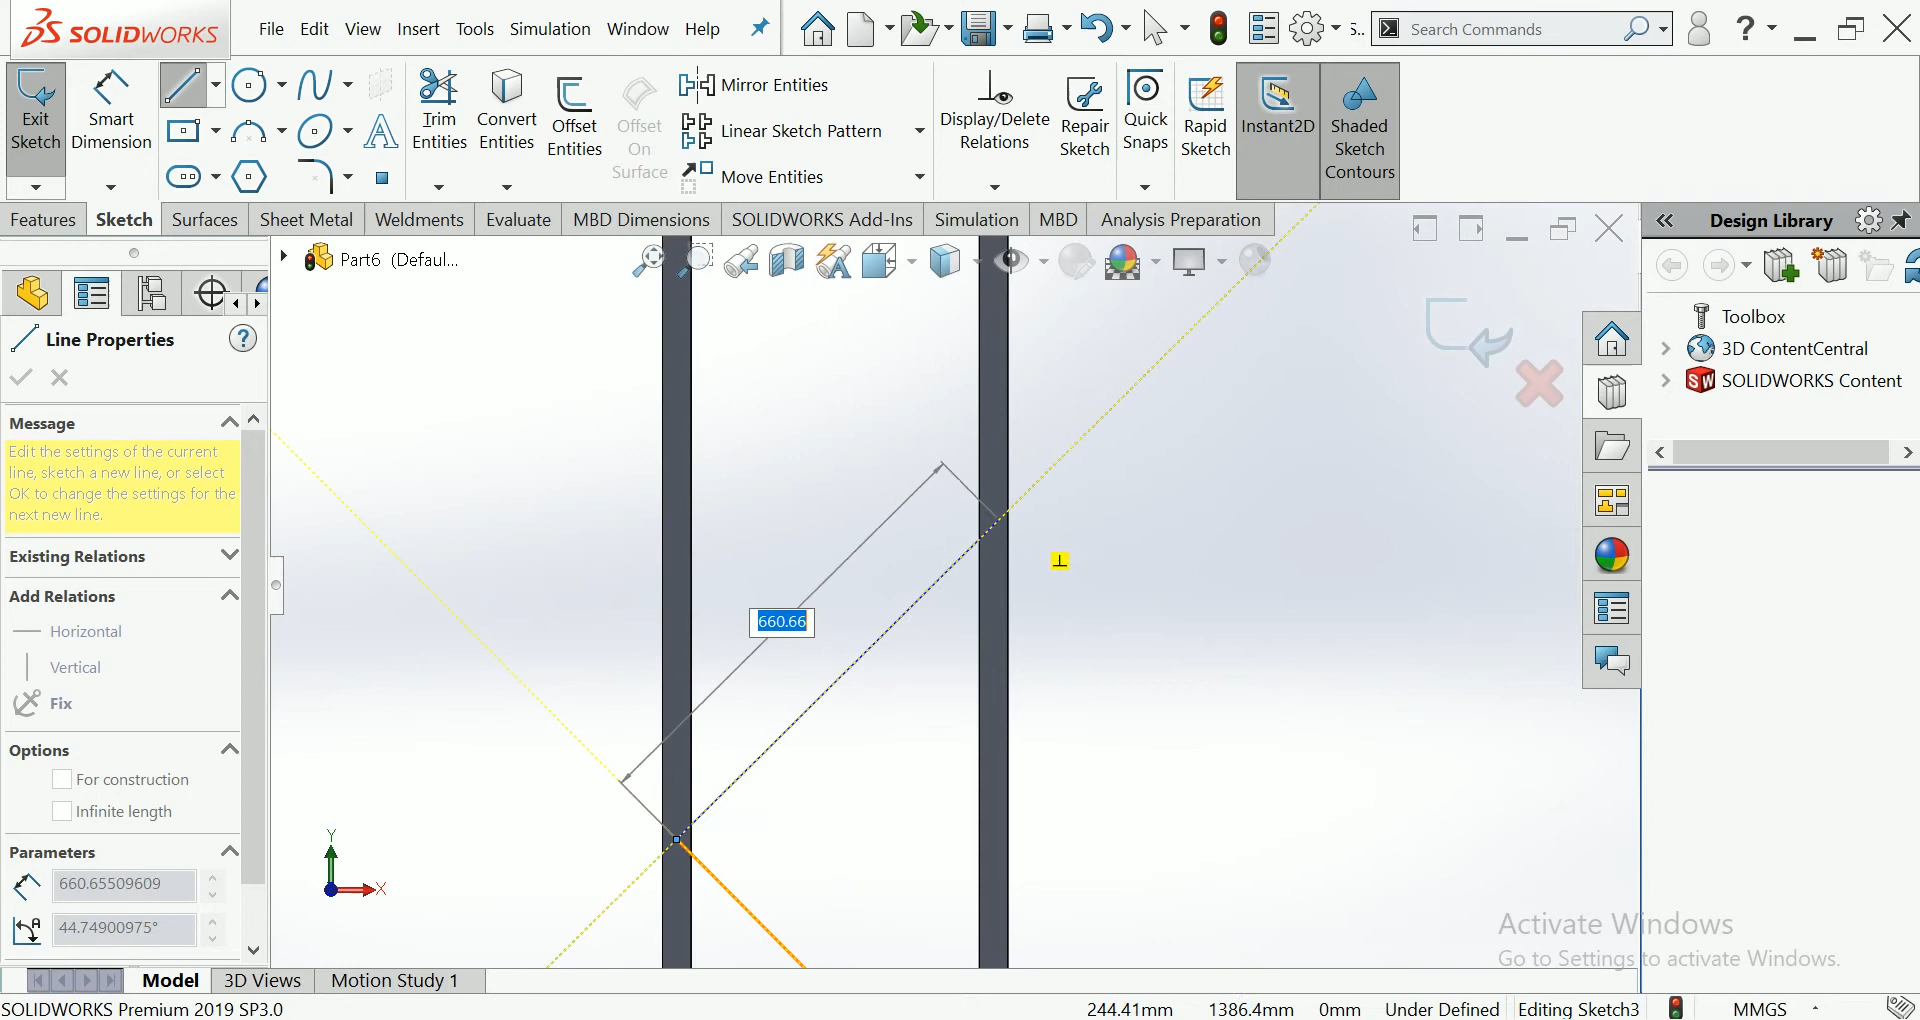 SOLIDWORKS
File Edit View Insert Tools Simulation Window Help
S..
Search Commands
?
Exit Sketch
Smart Dimension
Trim Entities
Convert Entities
Offset Entities
Offset On Surface
Mirror Entities
Linear Sketch Pattern
Move Entities
Display/Delete Relations
Repair Sketch
Quick Snaps
Rapid Sketch
Instant2D
Shaded Sketch Contours
Features Sketch Surfaces Sheet Metal Weldments Evaluate MBD Dimensions SOLIDWORKS Add-Ins Simulation MBD Analysis Preparation
Design Library
Part6 (Defaul...
Toolbox
3D ContentCentral
SOLIDWORKS Content
Line Properties
?
Message
Edit the settings of the current
line, sketch a new line, or select
OK to change the settings for the
next new line.
Existing Relations
Add Relations
Horizontal
Vertical
Fix
Options
For construction
Infinite length
Parameters
660.65509609
44.74900975°
660.66
Y
X
Activate Windows
Go to Settings to activate Windows.
Model 3D Views Motion Study 1
SOLIDWORKS Premium 2019 SP3.0
244.41mm 1386.4mm 0mm Under Defined Editing Sketch3 MMGS